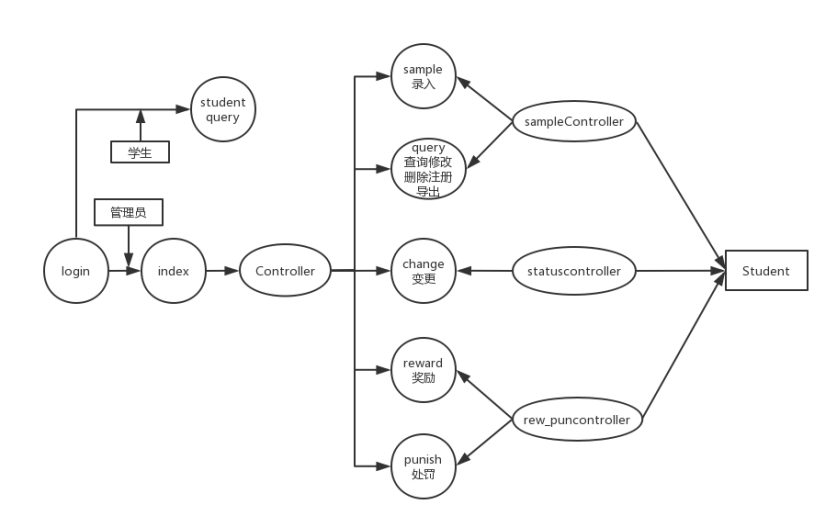 student
query
学生
管理员
login
index
Controller
sample
录入
query
查询修改
删除注册
导出
change
变更
reward
奖励
punish
处罚
sampleController
statuscontroller
rew_puncontroller
Student